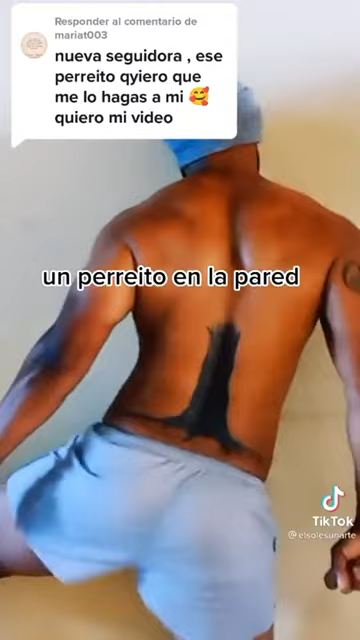 Responder al comentario de
mariat003
nueva seguidora , ese
perreito qyiero que
me lo hagas a mi 🥰
quiero mi video
un perreito en la pared
TikTok
@elsolesunarte